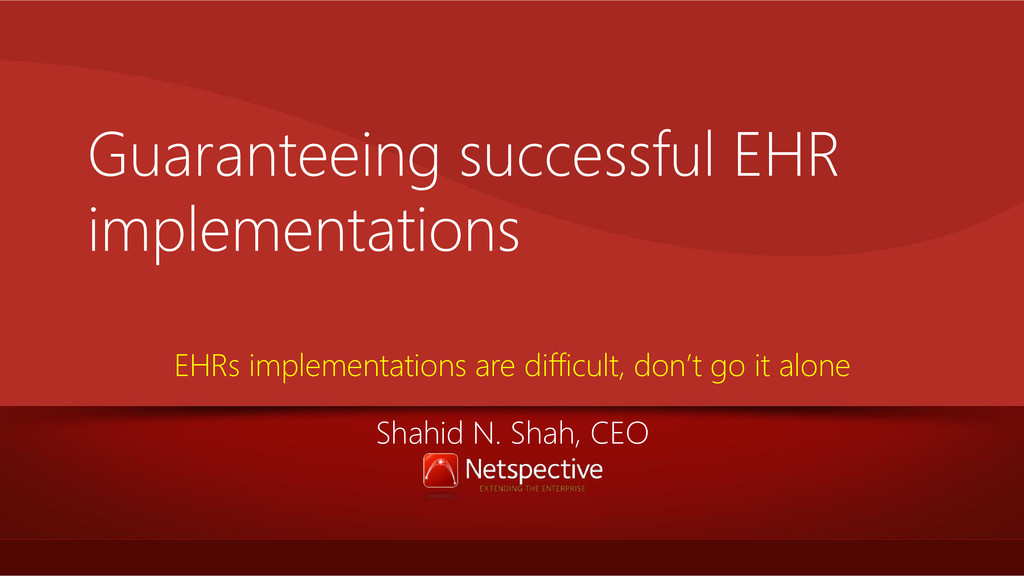 Guaranteeing successful EHR
implementations
EHRs implementations are difficult, don’t go it alone
Shahid N. Shah, CEO
Netspective
EXTENDING THE ENTERPRISE